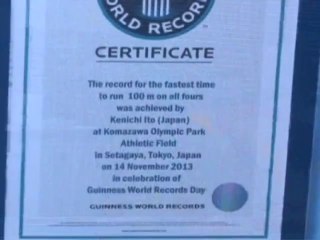 WORLD RECORDS
CERTIFICATE
The record for the fastest time
to run 100 m on all fours
was achieved by
Kenichi Ito (Japan)
at Komazawa Olympic Park
Athletic Field
in Setagaya, Tokyo, Japan
on 14 November 2013
in celebration of
Guinness World Records Day
GUINNESS WORLD RECORDS